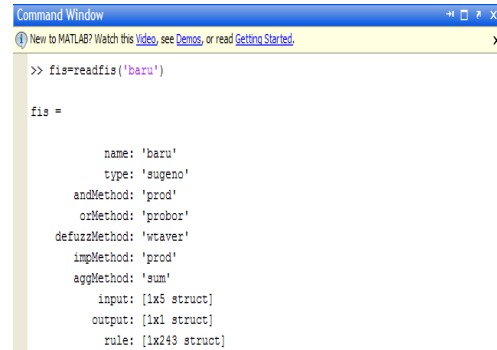 Command Window
New to MATLAB? Watch this Video, see Demos, or read Getting Started.
>> fis=readfis('baru')
fis =
name: 'baru'
type: 'sugeno'
andMethod: 'prod'
orMethod: 'probor'
defuzzMethod: 'wtaver'
impMethod: 'prod'
aggMethod: 'sum'
input: [1x5 struct]
output: [1x1 struct]
rule: [1x243 struct]